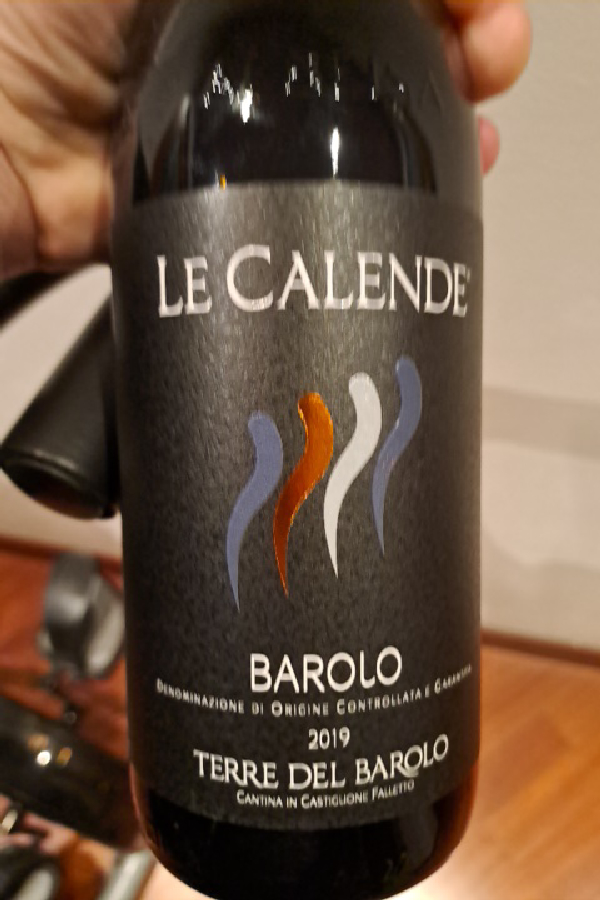 LE CALENDE'
BAROLO
DENOMINAZIONE DI ORIGINE CONTROLLATA E GARANTITA
2019
TERRE DEL BAROLO
CANTINA IN CASTIGLIONE FALLETTO